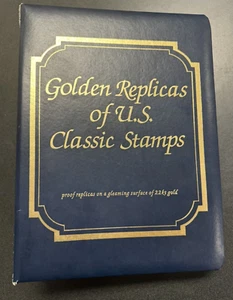 Golden Replicas
of U.S.
Classic Stamps
proof replicas on a gleaming surface of 22kt gold